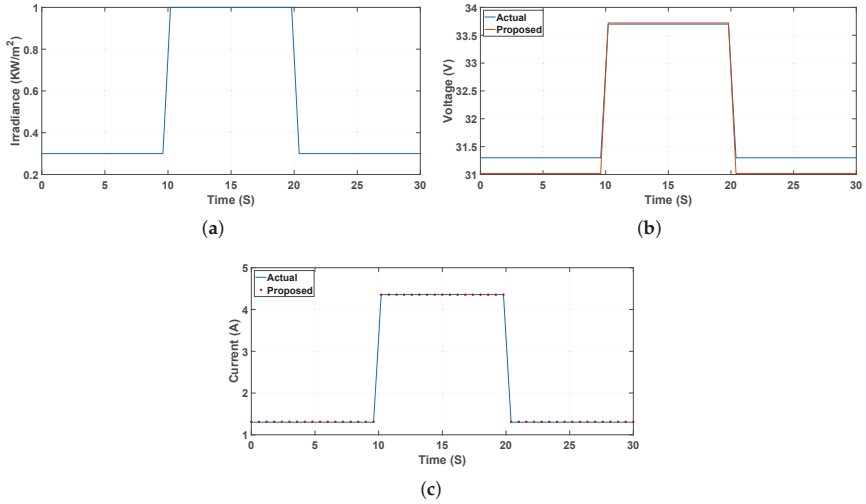 1
0.8
0.6
0.4
0.2
Irradiance (KW/m²)
0 5 10 15 20 25 30
Time (S)
(a)
34
33.5
33
32.5
32
31.5
31
Voltage (V)
Actual
Proposed
0 5 10 15 20 25 30
Time (S)
(b)
5
4
3
2
1
Current (A)
Actual
Proposed
0 5 10 15 20 25 30
Time (S)
(c)